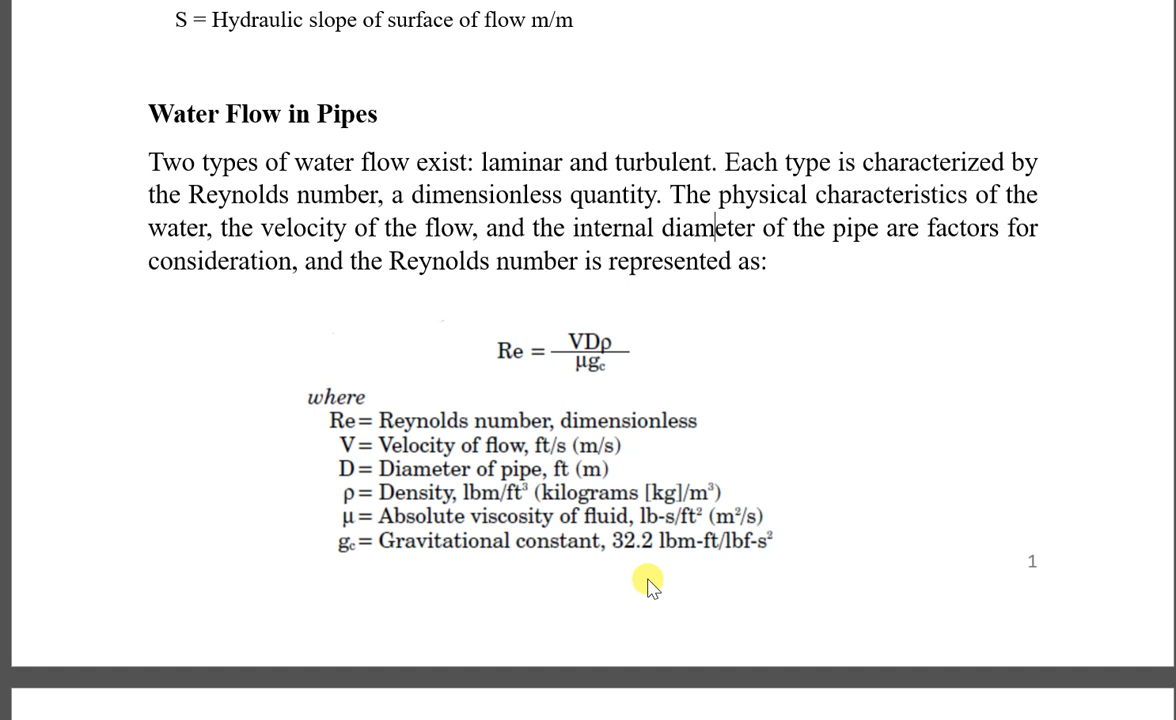 S = Hydraulic slope of surface of flow m/m
Water Flow in Pipes
Two types of water flow exist: laminar and turbulent. Each type is characterized by
the Reynolds number, a dimensionless quantity. The physical characteristics of the
water, the velocity of the flow, and the internal diameter of the pipe are factors for
consideration, and the Reynolds number is represented as:
Re = VDρ / μg꜀
where
Re = Reynolds number, dimensionless
V = Velocity of flow, ft/s (m/s)
D = Diameter of pipe, ft (m)
ρ = Density, lbm/ft³ (kilograms [kg]/m³)
μ = Absolute viscosity of fluid, lb-s/ft² (m²/s)
g꜀ = Gravitational constant, 32.2 lbm-ft/lbf-s²
1